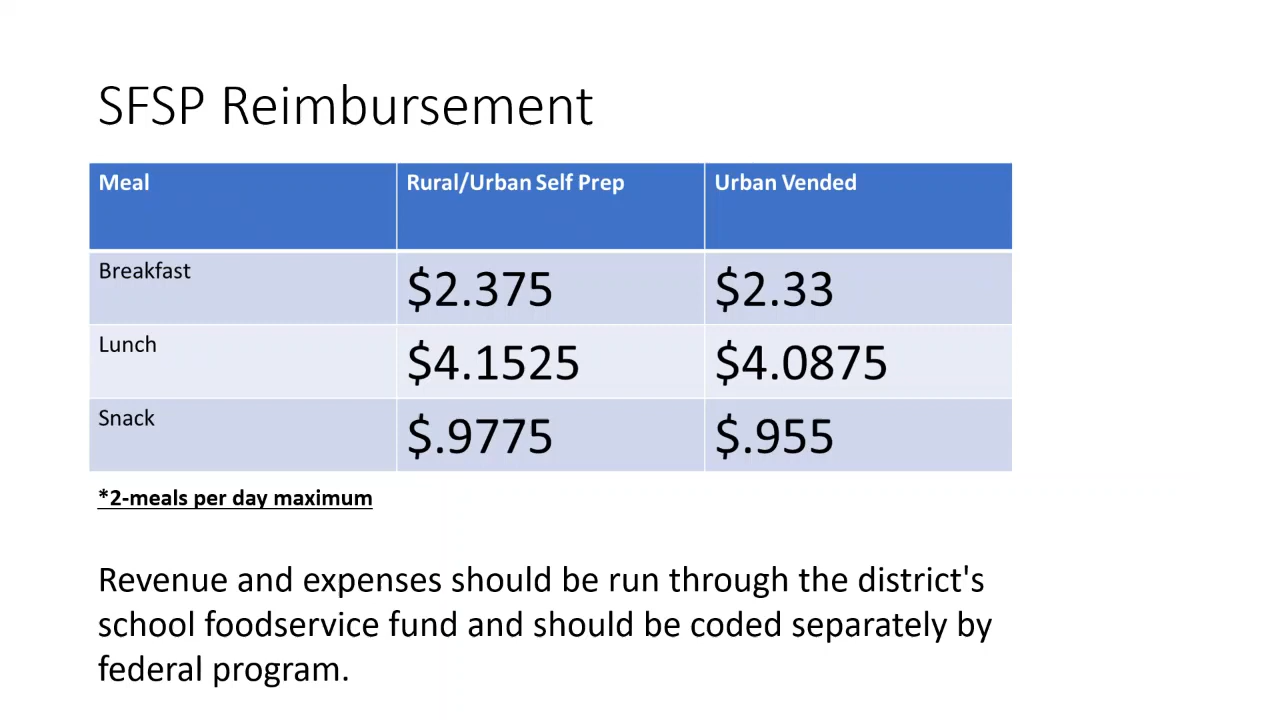 SFSP Reimbursement
Meal Rural/Urban Self Prep Urban Vended
Breakfast $2.375 $2.33
Lunch $4.1525 $4.0875
Snack $.9775 $.955
*2-meals per day maximum
Revenue and expenses should be run through the district's
school foodservice fund and should be coded separately by
federal program.